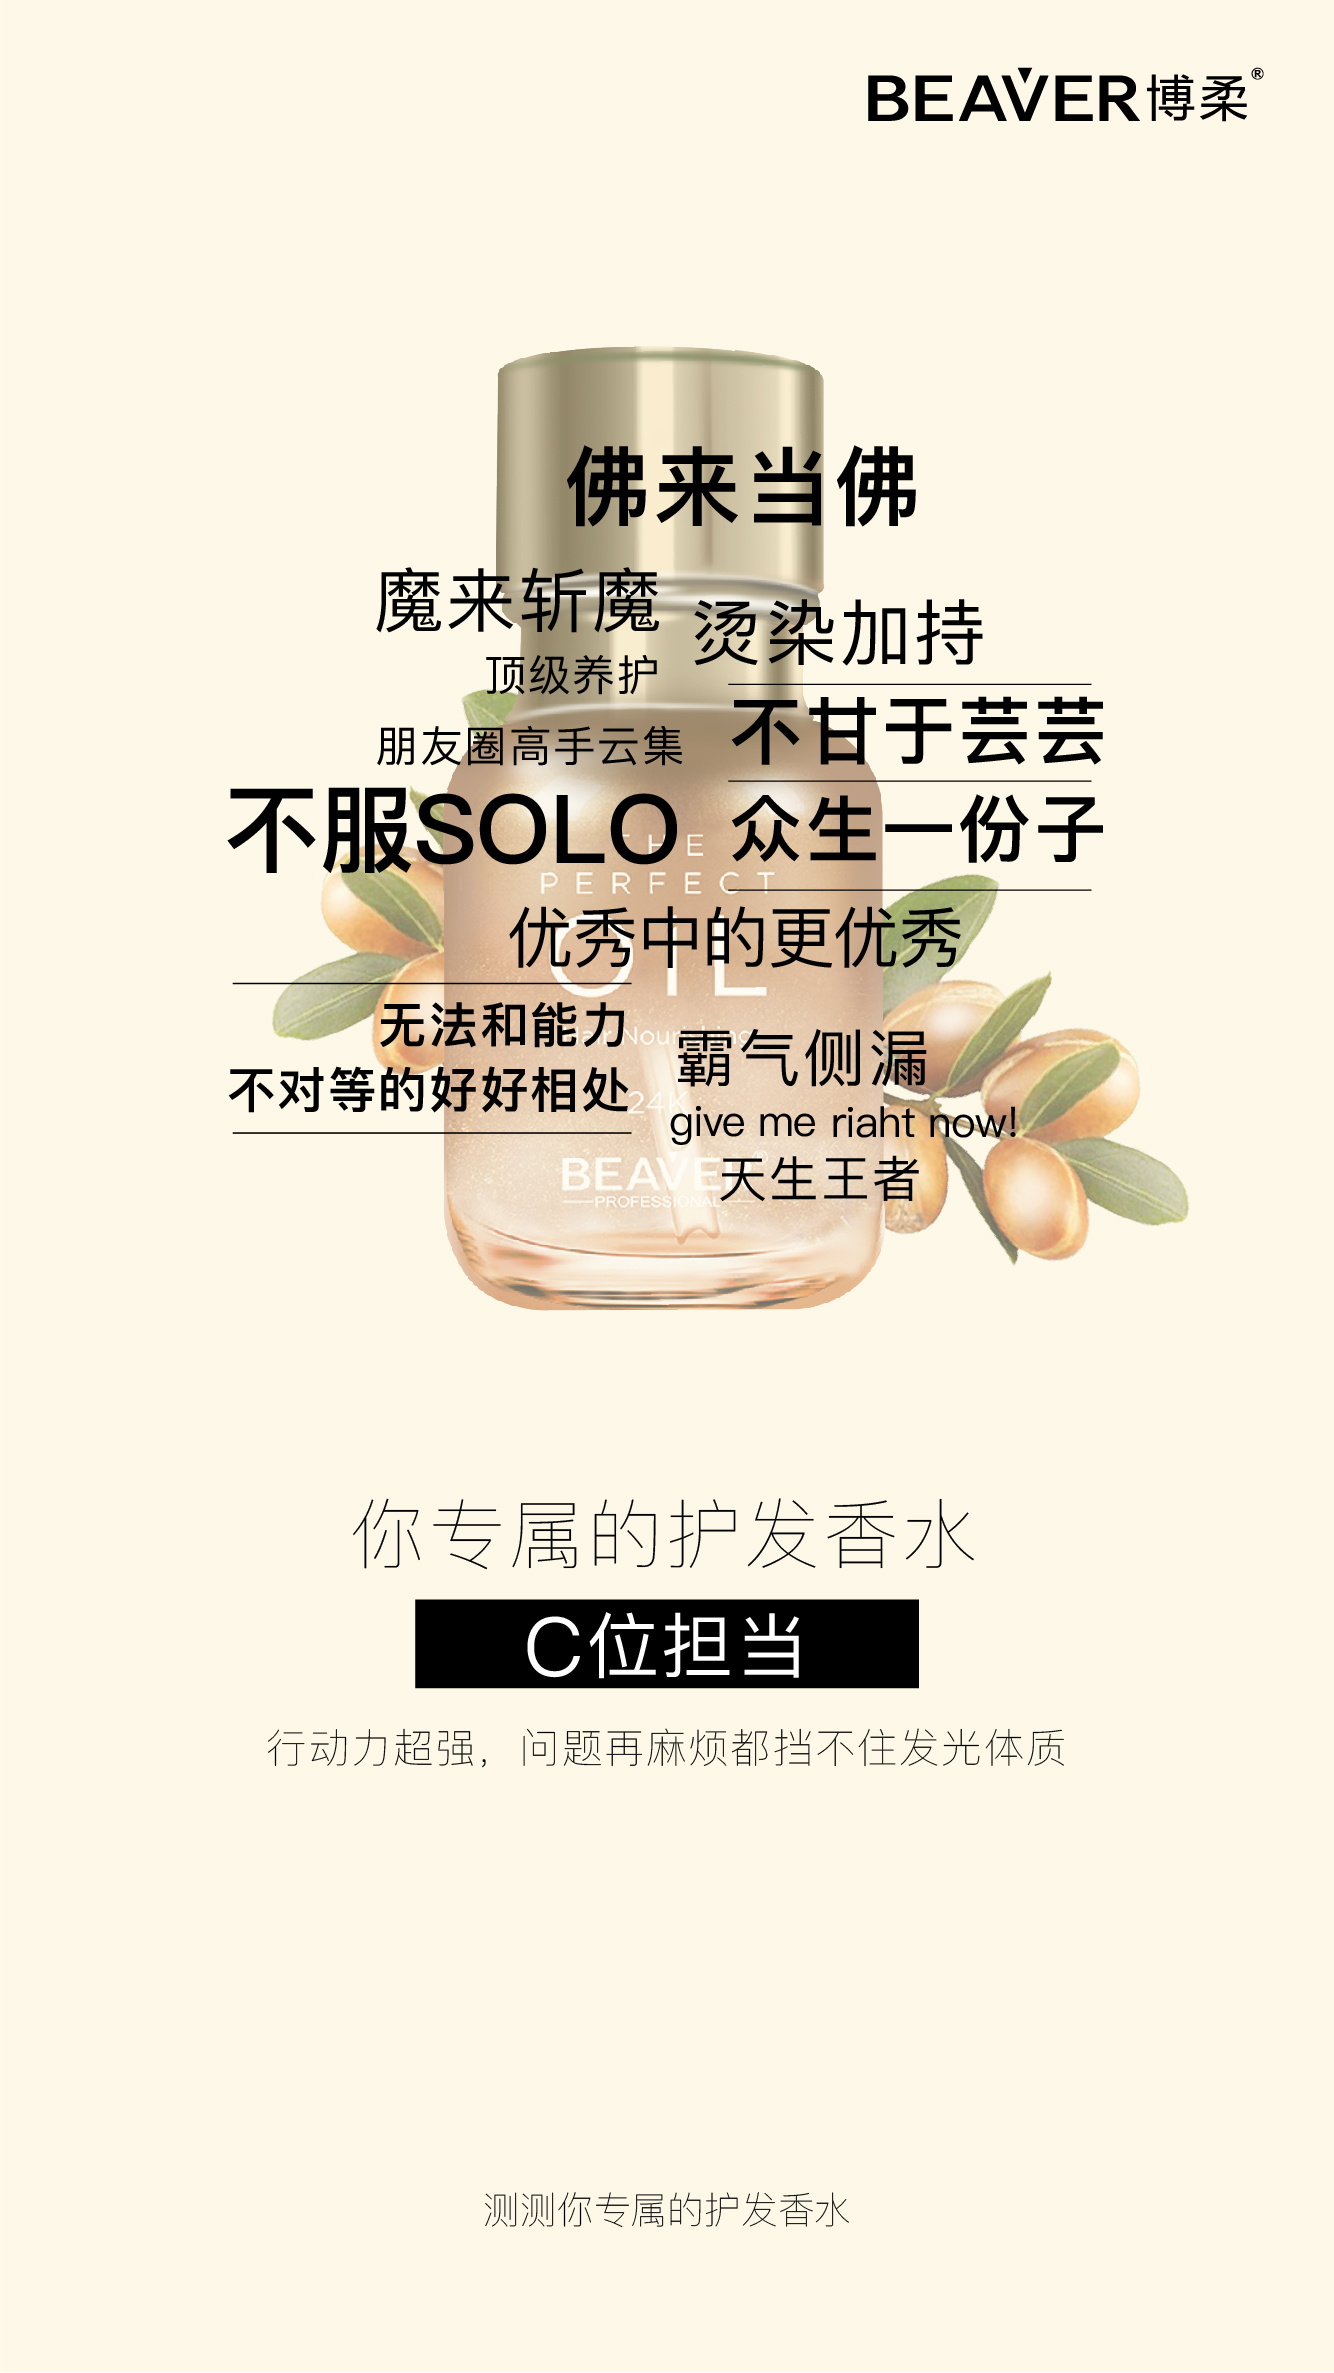 BEAVER博柔®
佛来当佛
魔来斩魔
烫染加持
顶级养护
不甘于芸芸
朋友圈高手云集
不服SOLO
众生一份子
THE
PERFECT
优秀中的更优秀
OIL
无法和能力
Hair Nourishing
霸气侧漏
不对等的好好相处
24K
give me riaht now!
BEAVER
天生王者
PROFESSIONAL
你专属的护发香水
C位担当
行动力超强，问题再麻烦都挡不住发光体质
测测你专属的护发香水